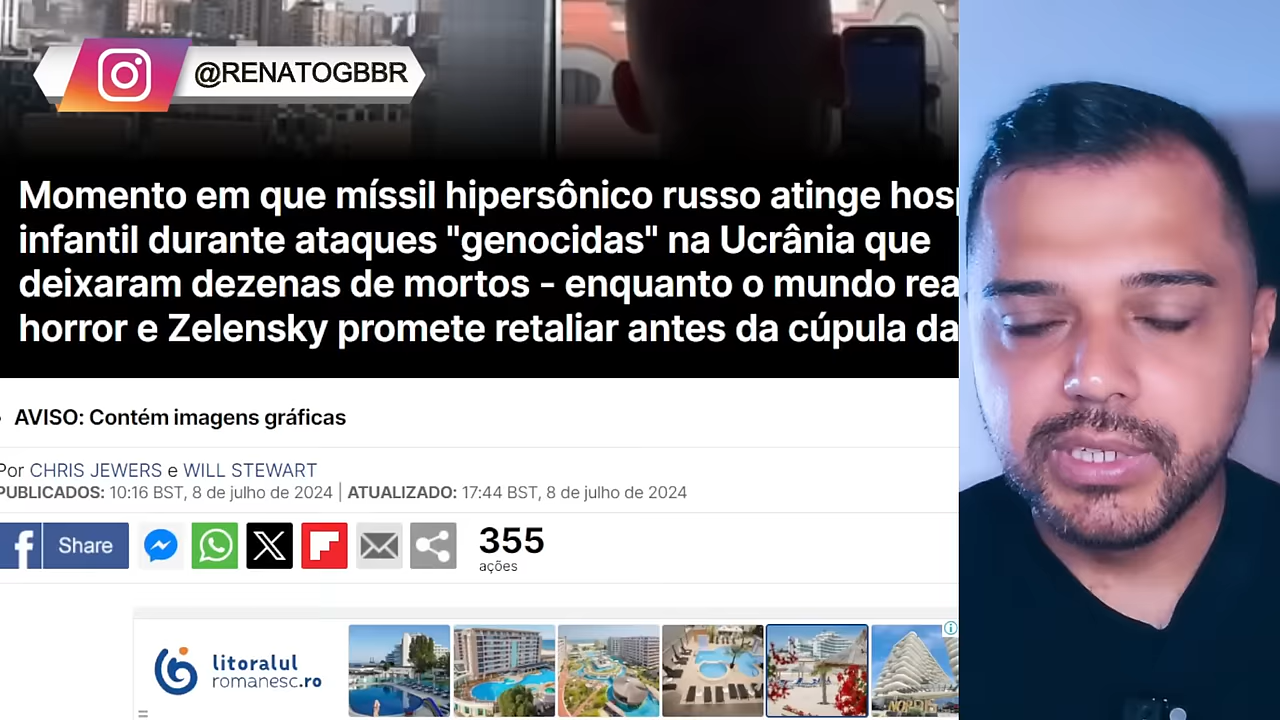 @RENATOGBBR
Momento em que míssil hipersônico russo atinge
infantil durante ataques "genocidas" na Ucrânia que
deixaram dezenas de mortos - enquanto o mundo
horror e Zelensky promete retaliar antes da cúpula da
AVISO: Contém imagens gráficas
Por CHRIS JEWERS e WILL STEWART
PUBLICADOS: 10:16 BST, 8 de julho de 2024 | ATUALIZADO: 17:44 BST, 8 de julho de 2024
f Share
355
ações
litoralul
romanesc.ro